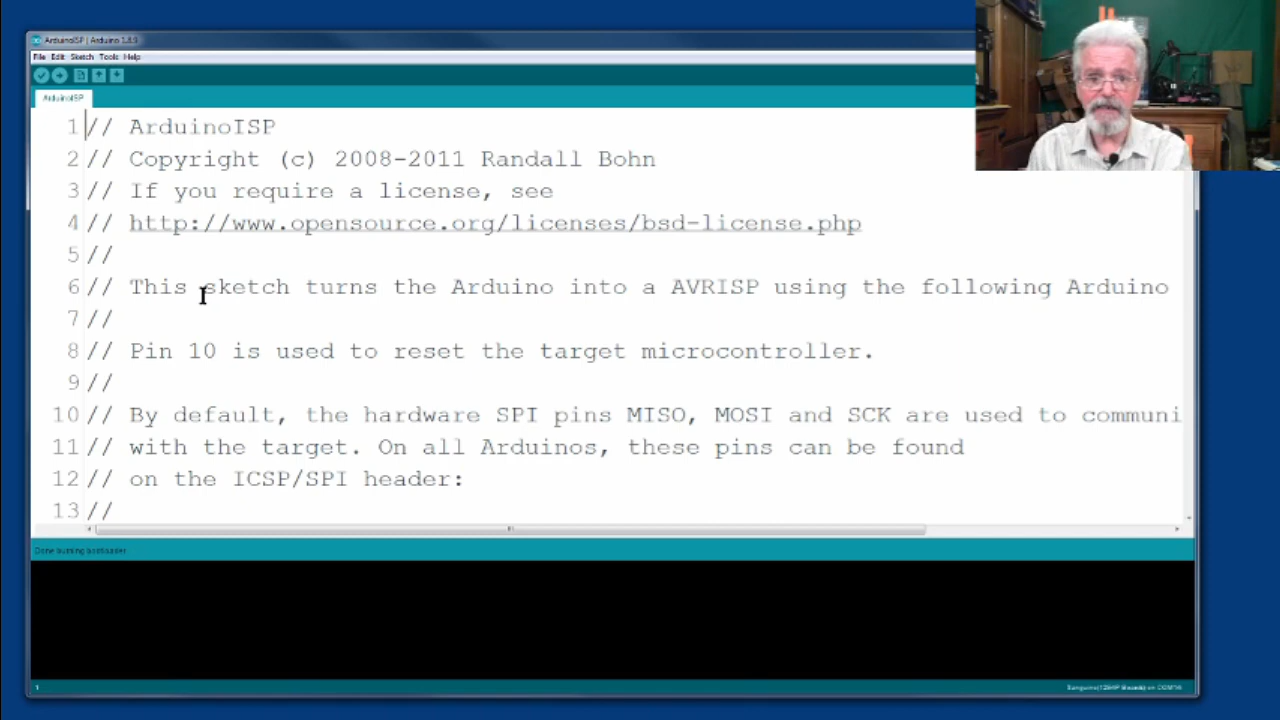 ArduinoISP | Arduino 1.8.9
File Edit Sketch Tools Help
ArduinoISP
1 // ArduinoISP
2 // Copyright (c) 2008-2011 Randall Bohn
3 // If you require a license, see
4 // http://www.opensource.org/licenses/bsd-license.php
5 //
6 // This sketch turns the Arduino into a AVRISP using the following Arduino
7 //
8 // Pin 10 is used to reset the target microcontroller.
9 //
10 // By default, the hardware SPI pins MISO, MOSI and SCK are used to communi
11 // with the target. On all Arduinos, these pins can be found
12 // on the ICSP/SPI header:
13 //
Done burning bootloader
1
on